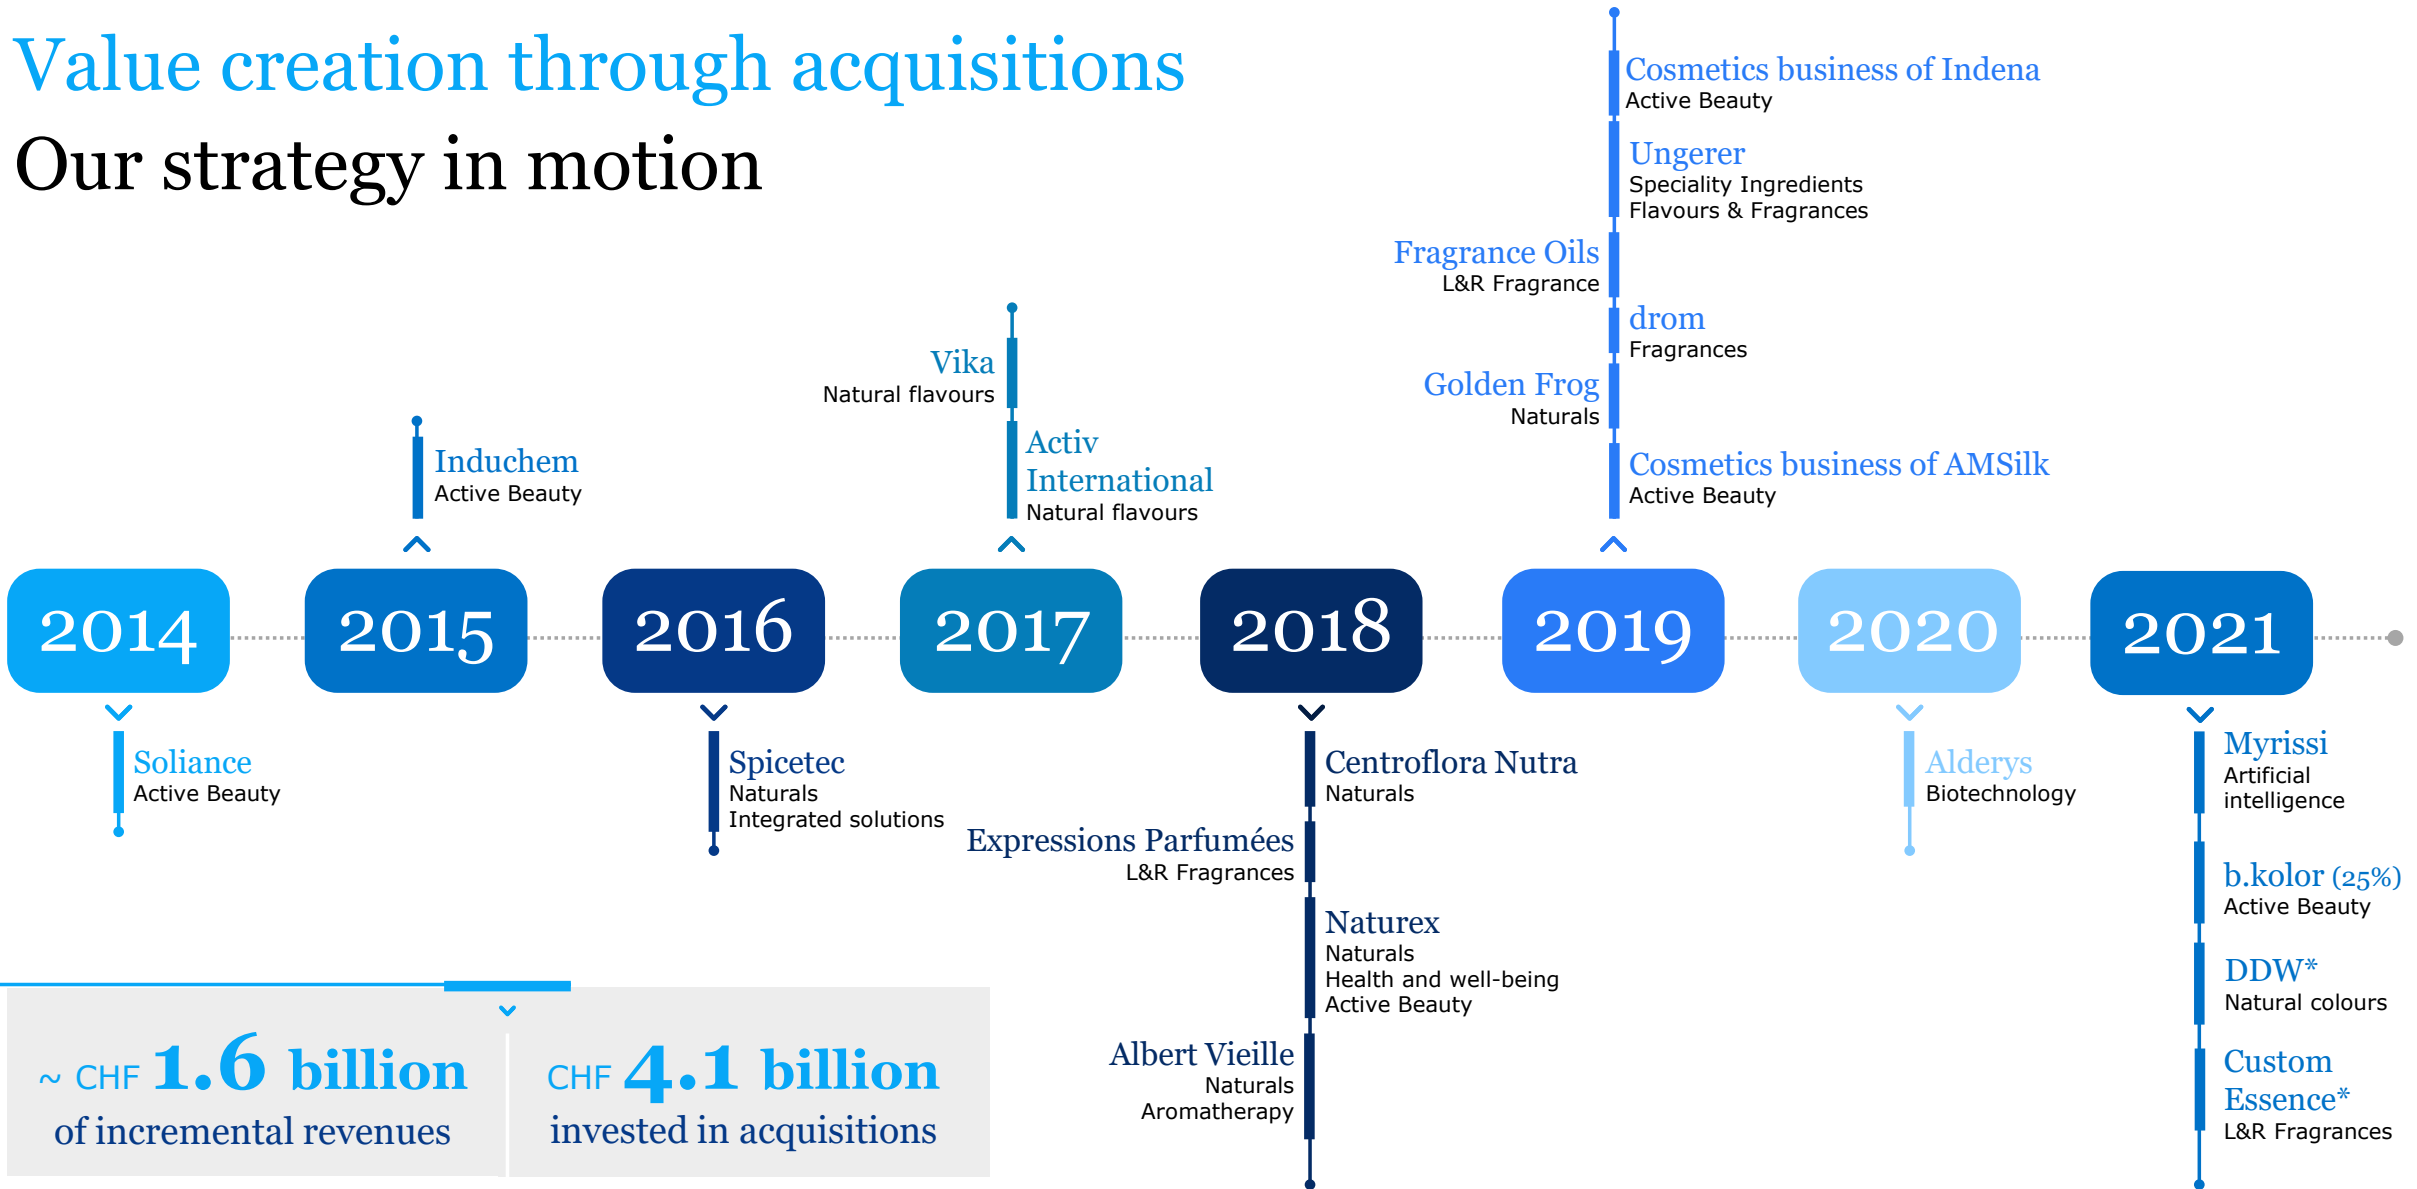 Value creation through acquisitions
Our strategy in motion
Cosmetics business of Indena
Active Beauty
Ungerer
Speciality Ingredients
Flavours & Fragrances
Fragrance Oils
L&R Fragrance
drom
Fragrances
Golden Frog
Naturals
Cosmetics business of AMSilk
Active Beauty
Vika
Natural flavours
Activ
International
Natural flavours
Induchem
Active Beauty
2014
2015
2016
2017
2018
2019
2020
2021
Soliance
Active Beauty
Spicetec
Naturals
Integrated solutions
Centroflora Nutra
Naturals
Expressions Parfumées
L&R Fragrances
Naturex
Naturals
Health and well-being
Active Beauty
Albert Vieille
Naturals
Aromatherapy
Alderys
Biotechnology
Myrissi
Artificial
intelligence
b.kolor (25%)
Active Beauty
DDW*
Natural colours
Custom
Essence*
L&R Fragrances
~ CHF 1.6 billion
of incremental revenues
CHF 4.1 billion
invested in acquisitions